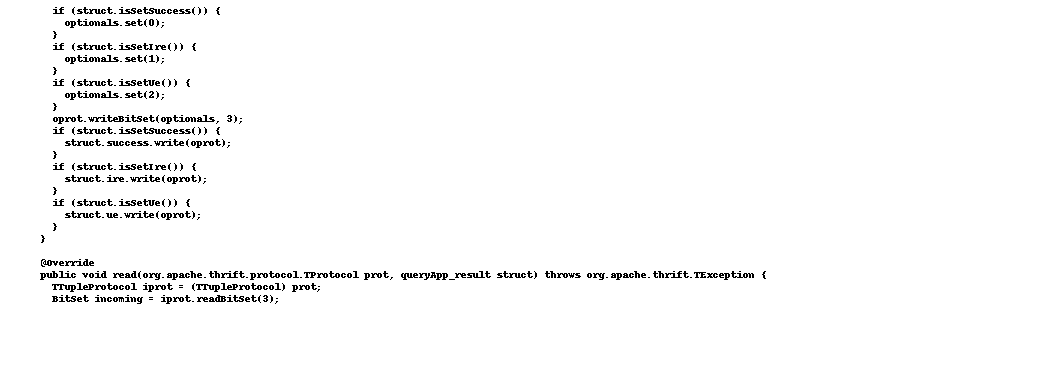 if (struct.isSetSuccess()) {
        optionals.set(0);
      }
      if (struct.isSetIre()) {
        optionals.set(1);
      }
      if (struct.isSetUe()) {
        optionals.set(2);
      }
      oprot.writeBitSet(optionals, 3);
      if (struct.isSetSuccess()) {
        struct.success.write(oprot);
      }
      if (struct.isSetIre()) {
        struct.ire.write(oprot);
      }
      if (struct.isSetUe()) {
        struct.ue.write(oprot);
      }
    }

    @Override
    public void read(org.apache.thrift.protocol.TProtocol prot, queryApp_result struct) throws org.apache.thrift.TException {
      TTupleProtocol iprot = (TTupleProtocol) prot;
      BitSet incoming = iprot.readBitSet(3);